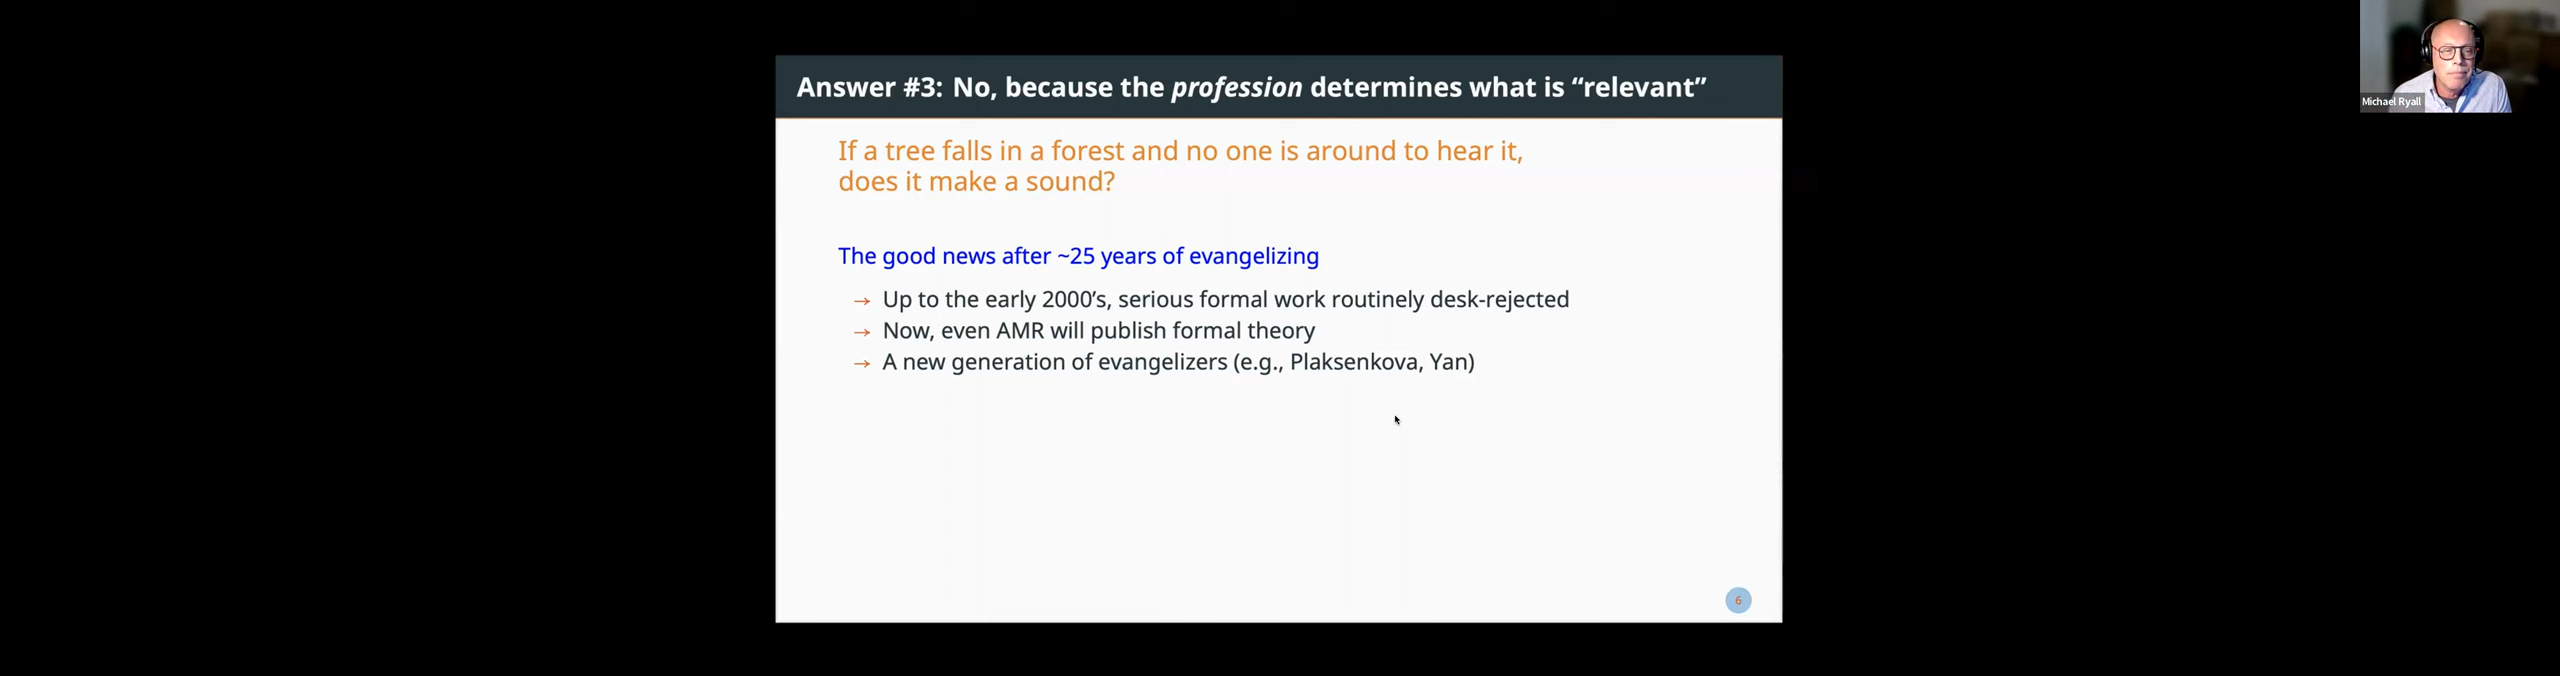 Answer #3: No, because the profession determines what is “relevant”
If a tree falls in a forest and no one is around to hear it,
does it make a sound?
The good news after ~25 years of evangelizing
→ Up to the early 2000’s, serious formal work routinely desk-rejected
→ Now, even AMR will publish formal theory
→ A new generation of evangelizers (e.g., Plaksenkova, Yan)
6
Michael Ryall